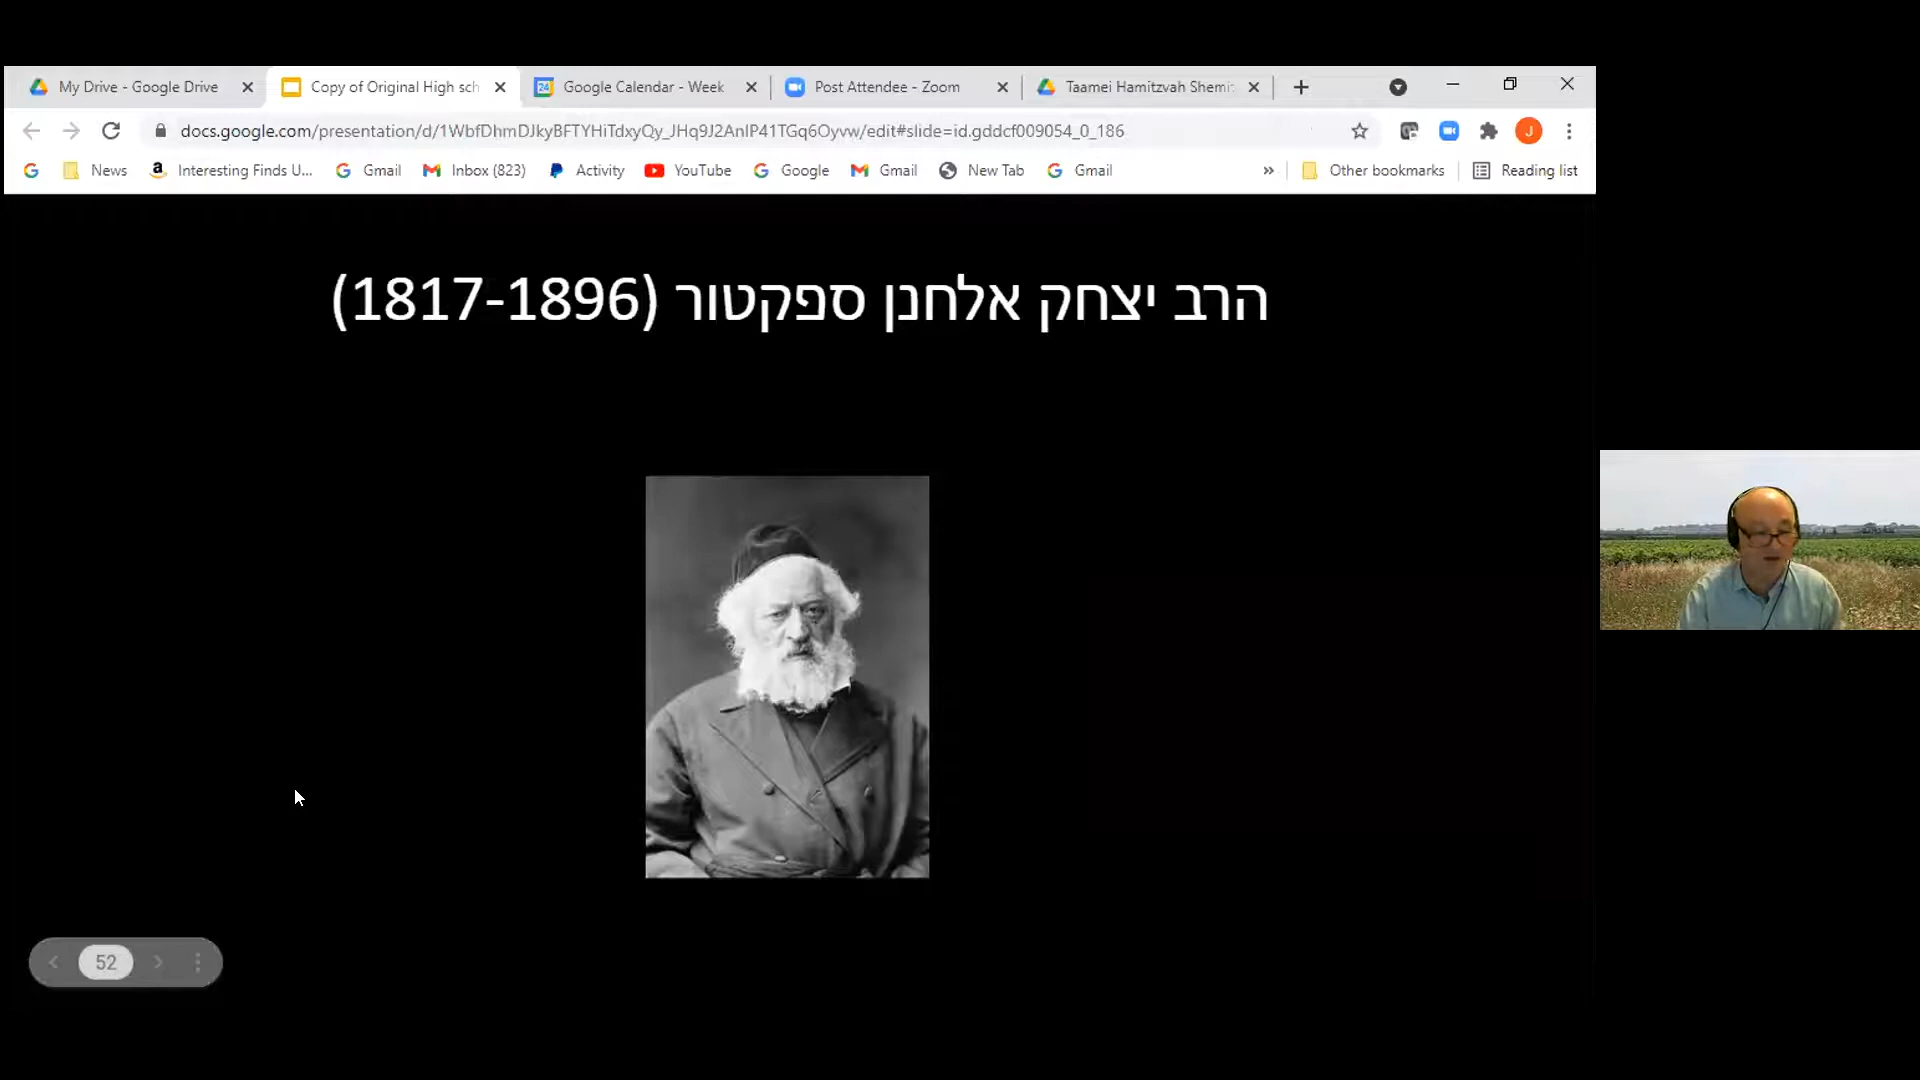 My Drive - Google Drive
Copy of Original High sch
24
Google Calendar - Week
Post Attendee - Zoom
Taamei Hamitzvah Shemit
docs.google.com/presentation/d/1WbfDhmDJkyBFTYHiTdxyQy_JHq9J2AnIP41TGq6Oyvw/edit#slide=id.gddcf009054_0_186
J
News
Interesting Finds U...
Gmail
Inbox (823)
Activity
YouTube
Google
Gmail
New Tab
Gmail
Other bookmarks
Reading list
הרב יצחק אלחנן ספקטור (1817-1896)
52